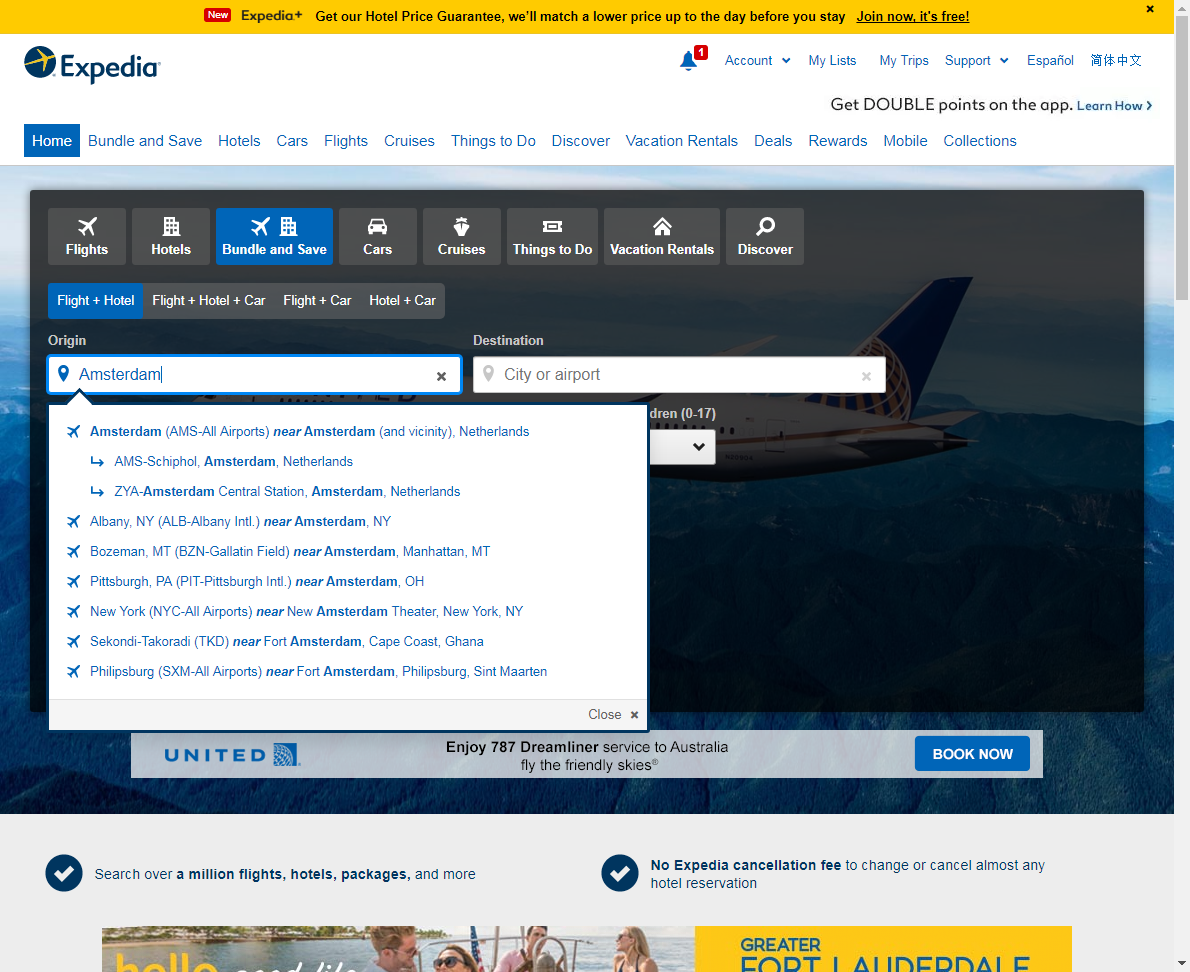 New Expedia+ Get our Hotel Price Guarantee, we'll match a lower price up to the day before you stay Join now, it's free!
Expedia
1 Account My Lists My Trips Support Español 简体中文
Get DOUBLE points on the app. Learn How
Home Bundle and Save Hotels Cars Flights Cruises Things to Do Discover Vacation Rentals Deals Rewards Mobile Collections
Flights Hotels Bundle and Save Cars Cruises Things to Do Vacation Rentals Discover
Flight + Hotel Flight + Hotel + Car Flight + Car Hotel + Car
Origin Destination
Amsterdam City or airport
dren (0-17)
Amsterdam (AMS-All Airports) near Amsterdam (and vicinity), Netherlands
AMS-Schiphol, Amsterdam, Netherlands
ZYA-Amsterdam Central Station, Amsterdam, Netherlands
Albany, NY (ALB-Albany Intl.) near Amsterdam, NY
Bozeman, MT (BZN-Gallatin Field) near Amsterdam, Manhattan, MT
Pittsburgh, PA (PIT-Pittsburgh Intl.) near Amsterdam, OH
New York (NYC-All Airports) near New Amsterdam Theater, New York, NY
Sekondi-Takoradi (TKD) near Fort Amsterdam, Cape Coast, Ghana
Philipsburg (SXM-All Airports) near Fort Amsterdam, Philipsburg, Sint Maarten
Close
UNITED Enjoy 787 Dreamliner service to Australia BOOK NOW
fly the friendly skies®
Search over a million flights, hotels, packages, and more
No Expedia cancellation fee to change or cancel almost any
hotel reservation
hello good life
GREATER
FORT LAUDERDALE